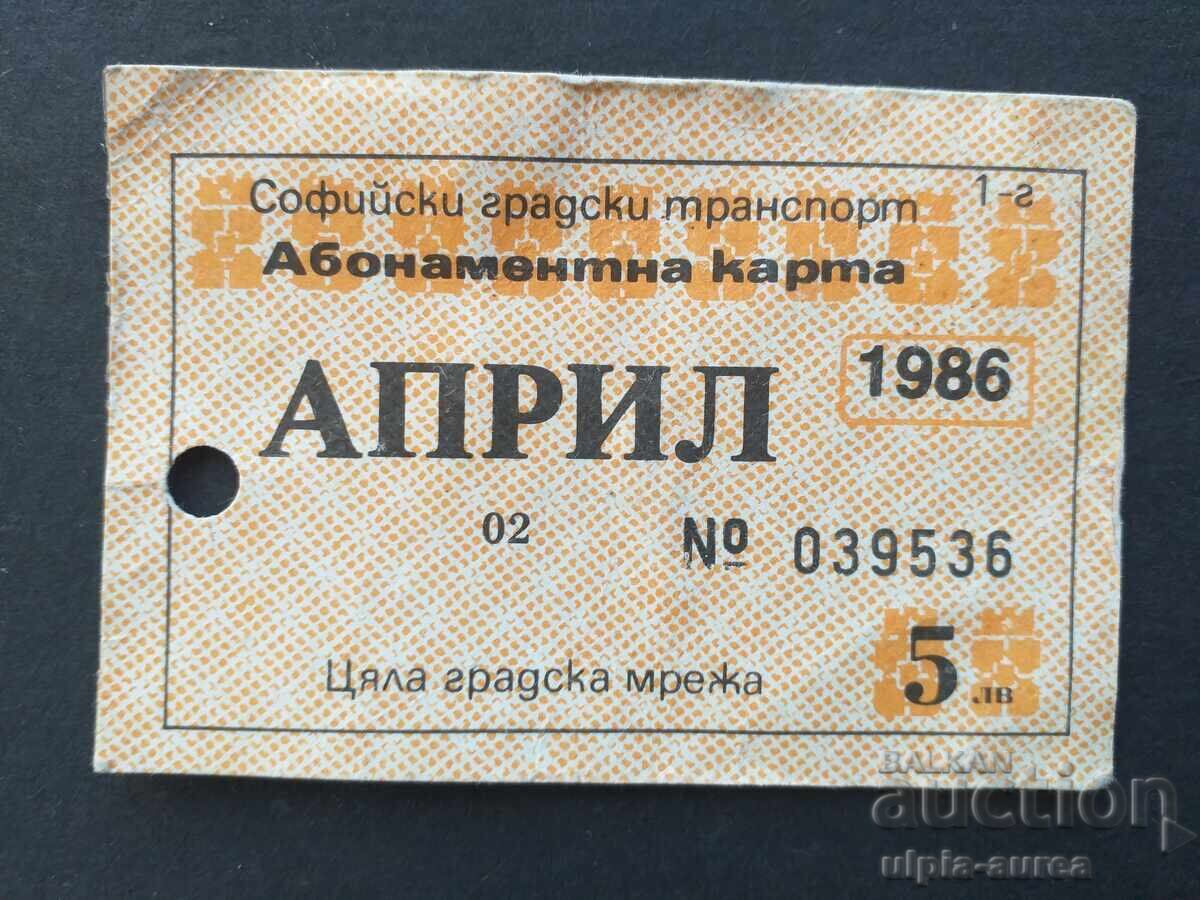 1-г
Софийски градски транспорт
Абонаментна карта
АПРИЛ 1986
02 № 039536
Цяла градска мрежа 5 лв
BALKAN
auction
ulpia-aurea